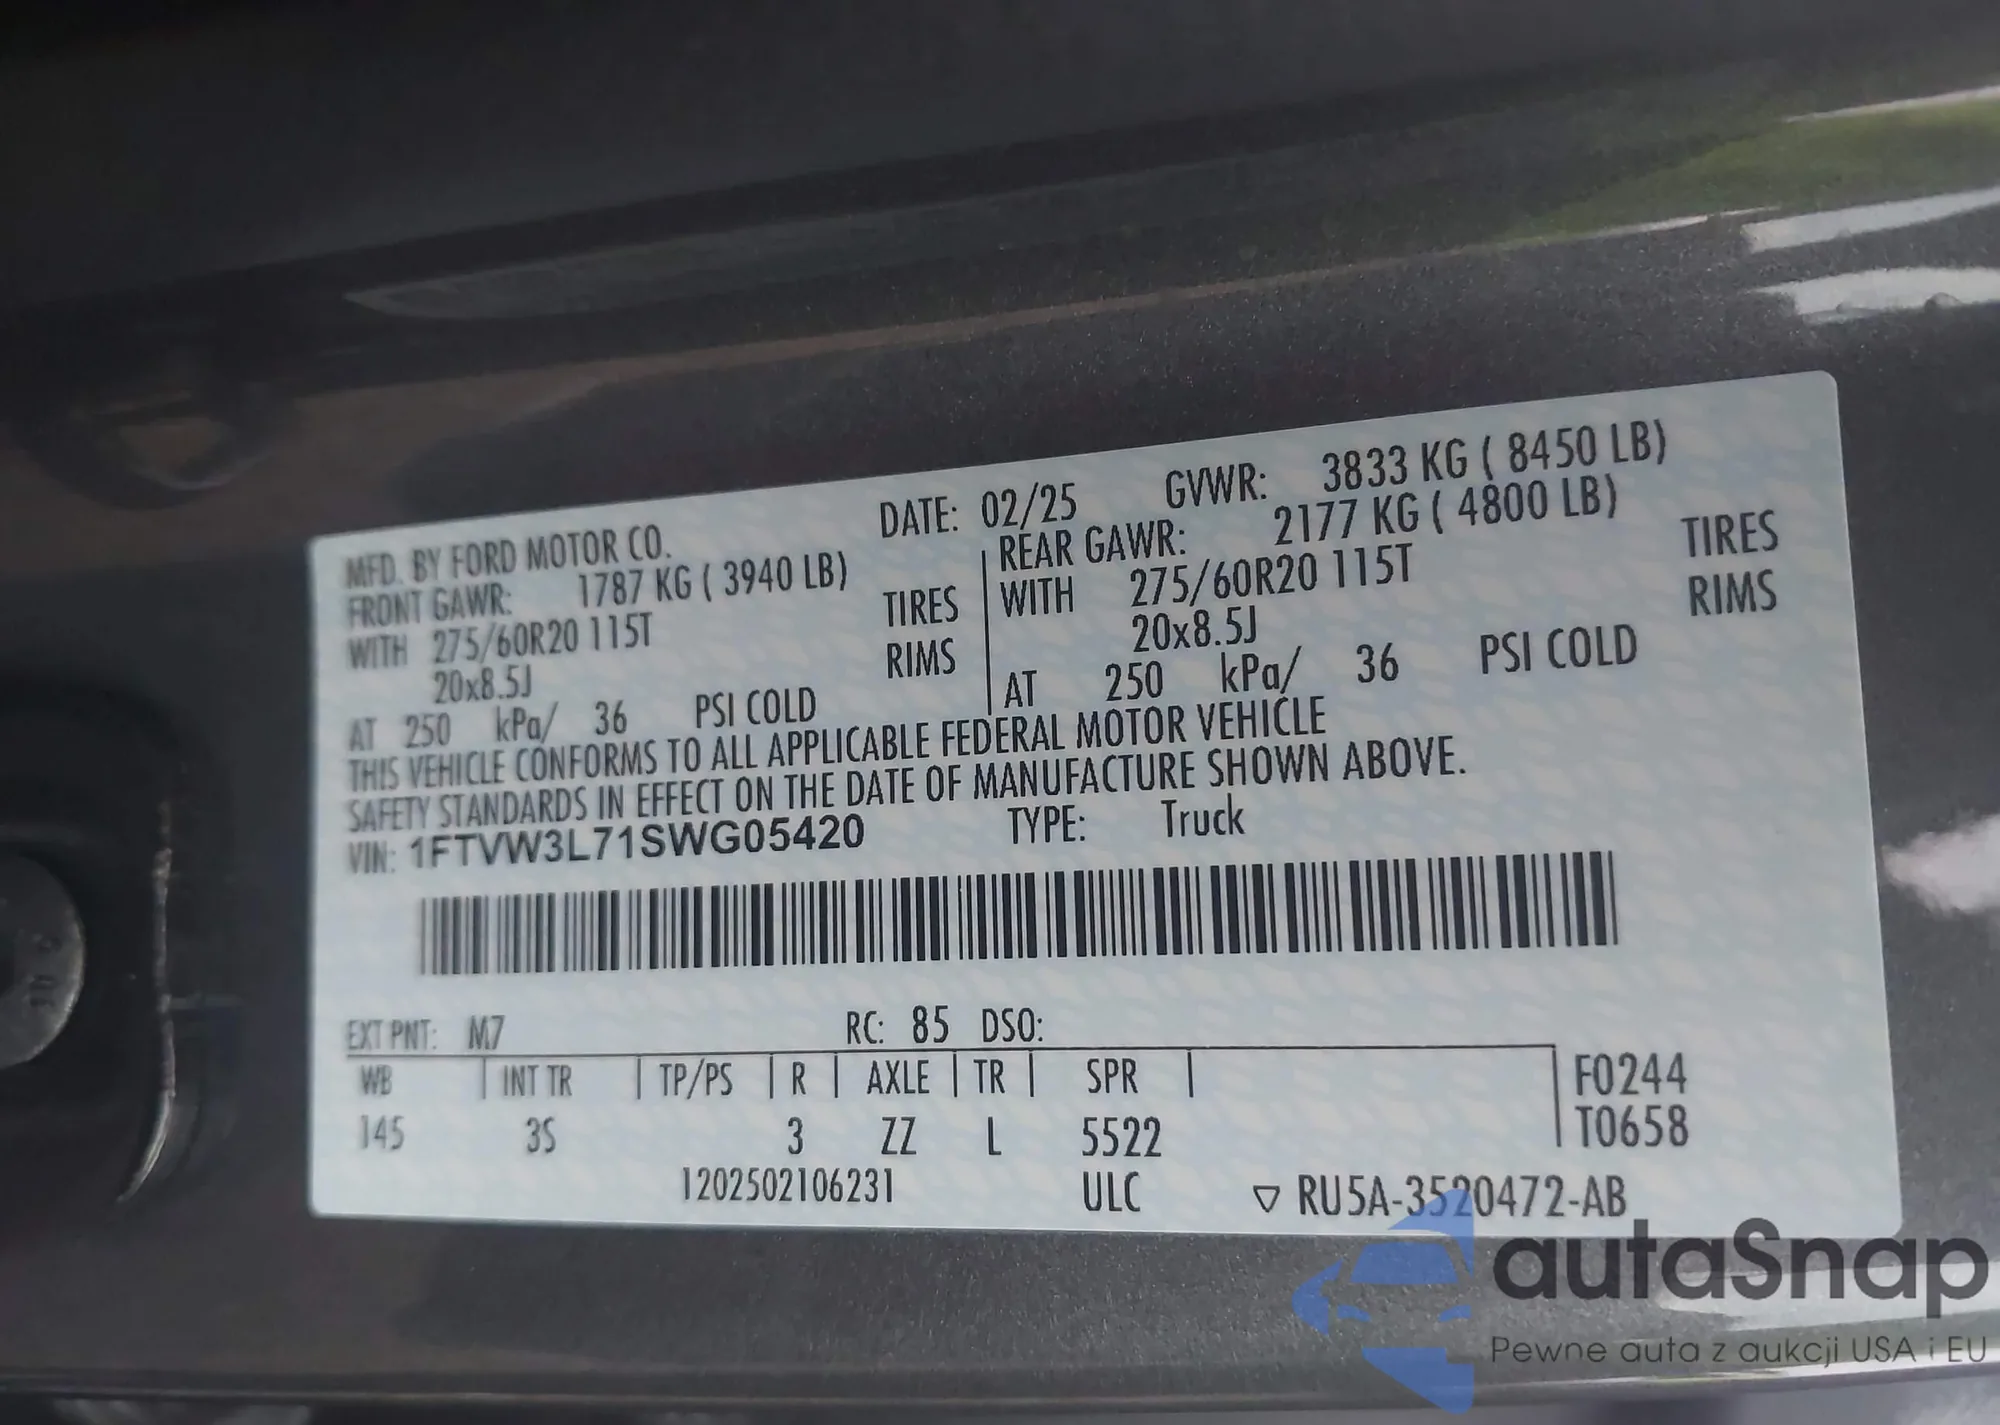 MFD. BY FORD MOTOR CO. DATE: 02/25 GVWR: 3833 KG ( 8450 LB)
FRONT GAWR: 1787 KG ( 3940 LB) REAR GAWR: 2177 KG ( 4800 LB)
WITH 275/60R20 115T TIRES WITH 275/60R20 115T TIRES
20x8.5J RIMS 20x8.5J RIMS
AT 250 kPa/ 36 PSI COLD AT 250 kPa/ 36 PSI COLD
THIS VEHICLE CONFORMS TO ALL APPLICABLE FEDERAL MOTOR VEHICLE
SAFETY STANDARDS IN EFFECT ON THE DATE OF MANUFACTURE SHOWN ABOVE.
VIN: 1FTVW3L71SWG05420 TYPE: Truck
EXT PNT: M7 RC: 85 DSO:
WB INT TR TP/PS R AXLE TR SPR F0244
145 3S 3 ZZ L 5522 T0658
1202502106231 ULC ▽ RU5A-3520472-AB
autaSnap
Pewne auta z aukcji USA i EU